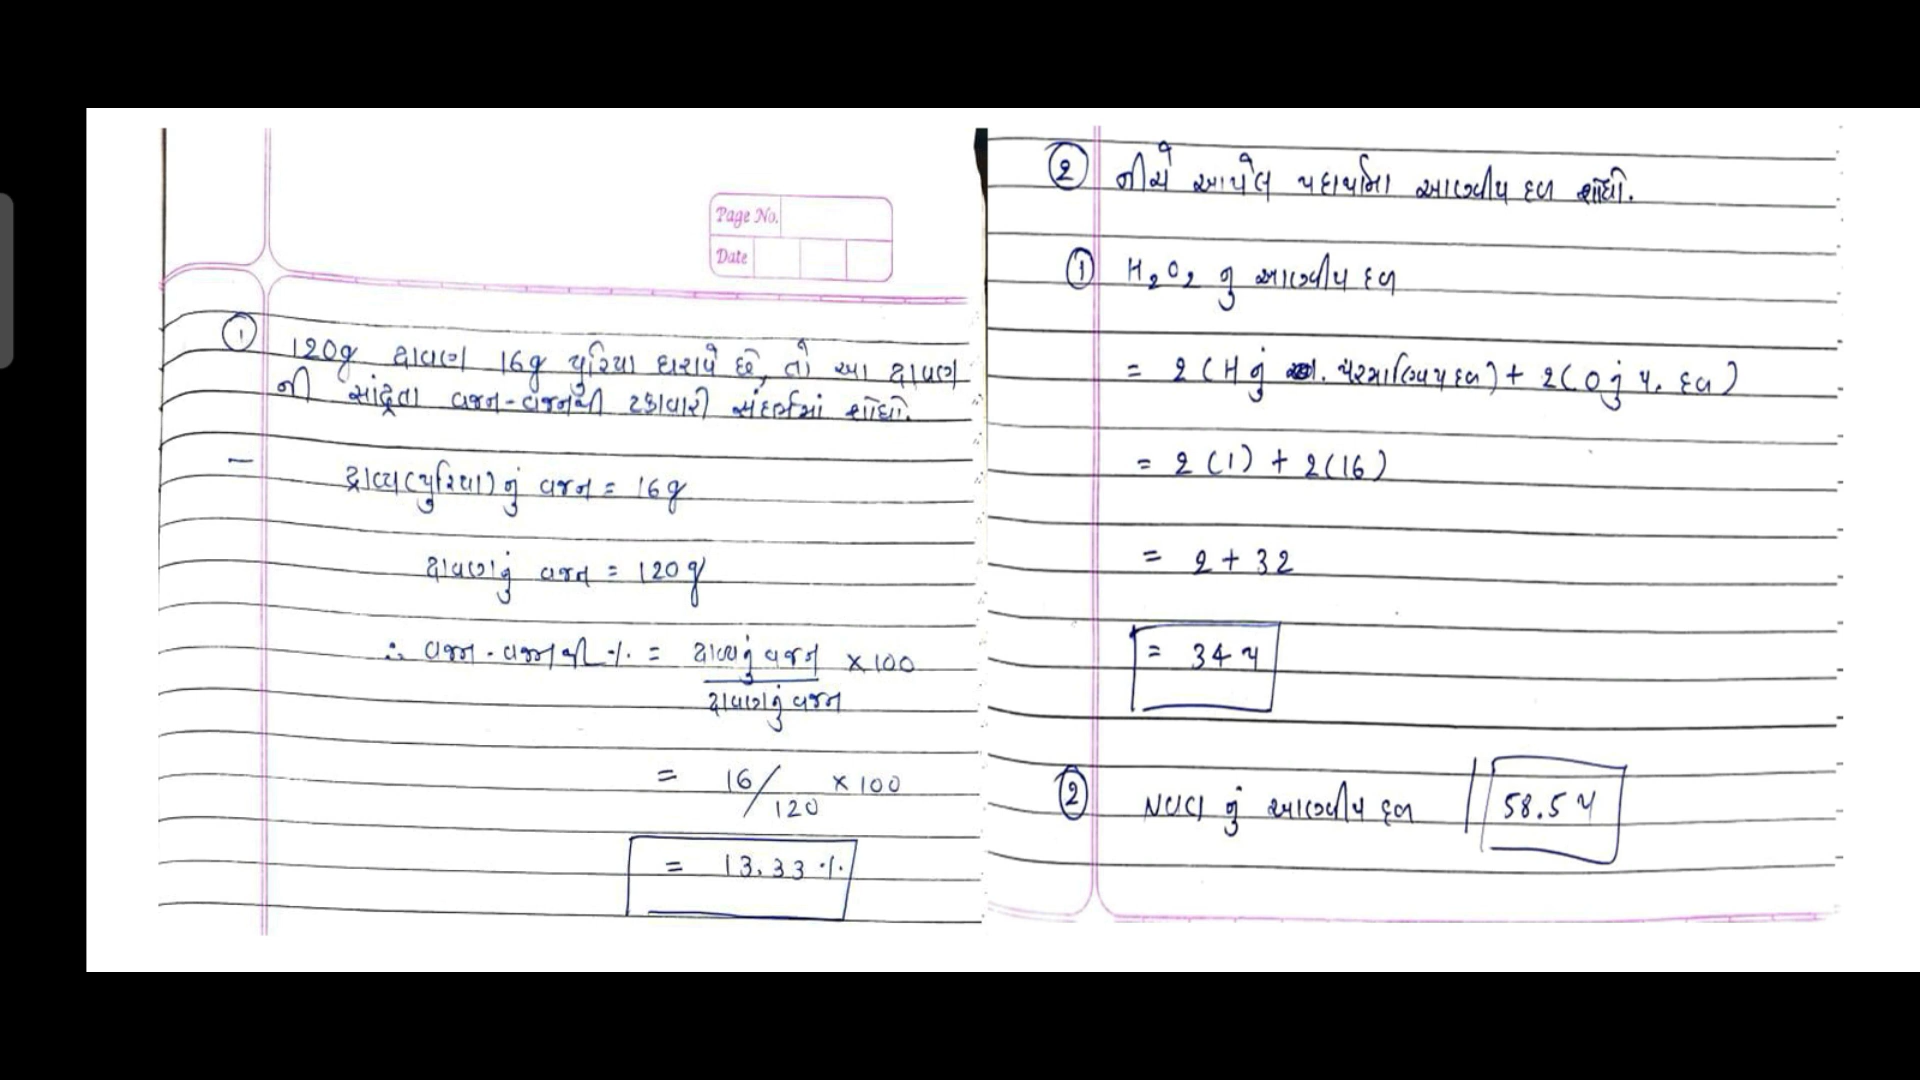 Page No.
Date
① 120g દ્રાવણ 16g યુરિયા ધરાવે છે, તો આ દ્રાવણ
ની સાંદ્રતા વજન-વજનથી ટકાવારી સંદર્ભમાં શોધો.
– દ્રાવ્ય(યુરિયા)નું વજન = 16g
દ્રાવણનું વજન = 120g
∴ વજન-વજનથી % = દ્રાવ્યનું વજન × 100
દ્રાવણનું વજન
= 16/120 × 100
= 13.33 %
② નીચે આપેલ પદાર્થોના આણ્વીય દળ શોધો.
① H₂O₂ નુ આણ્વીય દળ
= 2 (H નું પરમાણ્વિય દળ) + 2 (O નું પ. દળ)
= 2 (1) + 2 (16)
= 2 + 32
= 34 u
② NaCl નું આણ્વીય દળ 58.5 u